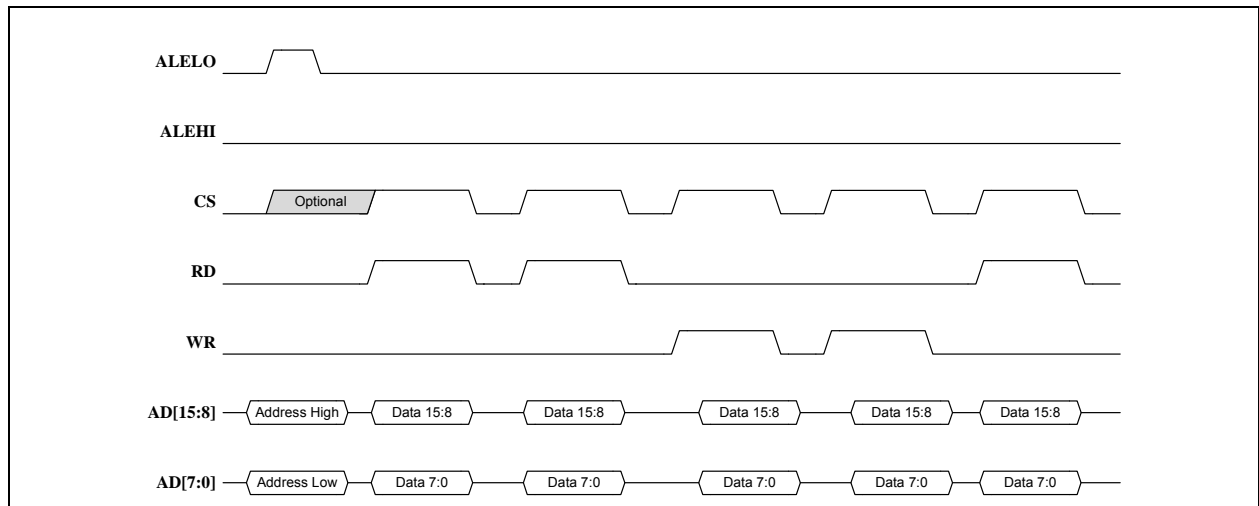 ALELO
ALEHI
CS Optional
RD
WR
AD[15:8] Address High Data 15:8 Data 15:8 Data 15:8 Data 15:8 Data 15:8
AD[7:0] Address Low Data 7:0 Data 7:0 Data 7:0 Data 7:0 Data 7:0